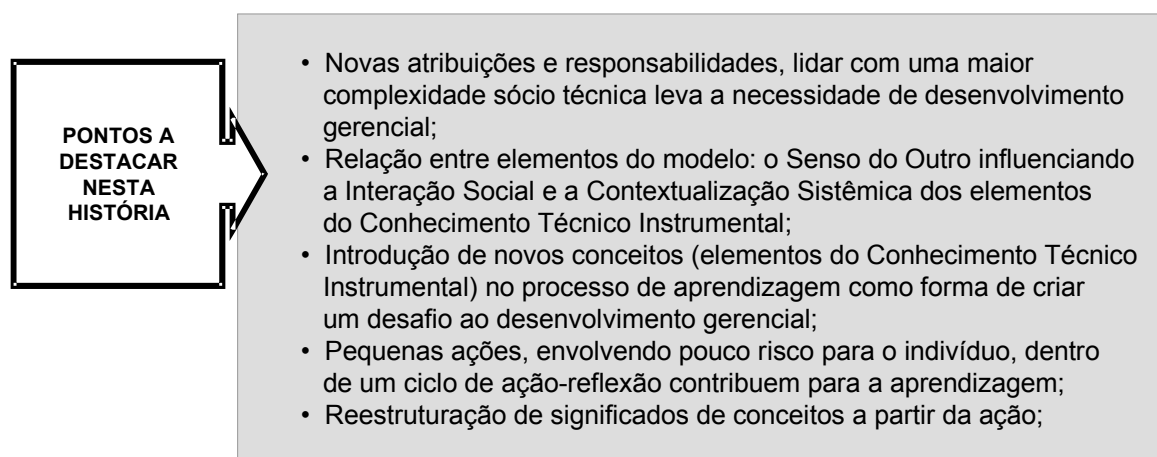 PONTOS A
DESTACAR
NESTA
HISTÓRIA
• Novas atribuições e responsabilidades, lidar com uma maior
complexidade sócio técnica leva a necessidade de desenvolvimento
gerencial;
• Relação entre elementos do modelo: o Senso do Outro influenciando
a Interação Social e a Contextualização Sistêmica dos elementos
do Conhecimento Técnico Instrumental;
• Introdução de novos conceitos (elementos do Conhecimento Técnico
Instrumental) no processo de aprendizagem como forma de criar
um desafio ao desenvolvimento gerencial;
• Pequenas ações, envolvendo pouco risco para o indivíduo, dentro
de um ciclo de ação-reflexão contribuem para a aprendizagem;
• Reestruturação de significados de conceitos a partir da ação;